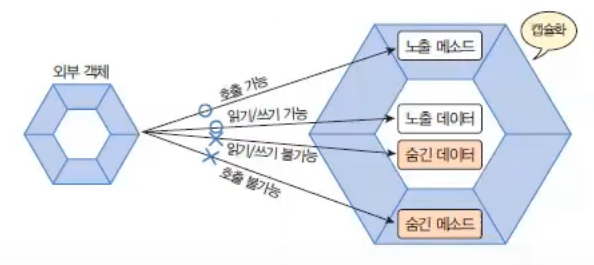 캡슐화
노출 메소드
외부 객체
호출 가능
읽기/쓰기 가능
노출 데이터
읽기/쓰기 불가능
숨긴 데이터
호출 불가능
숨긴 메소드